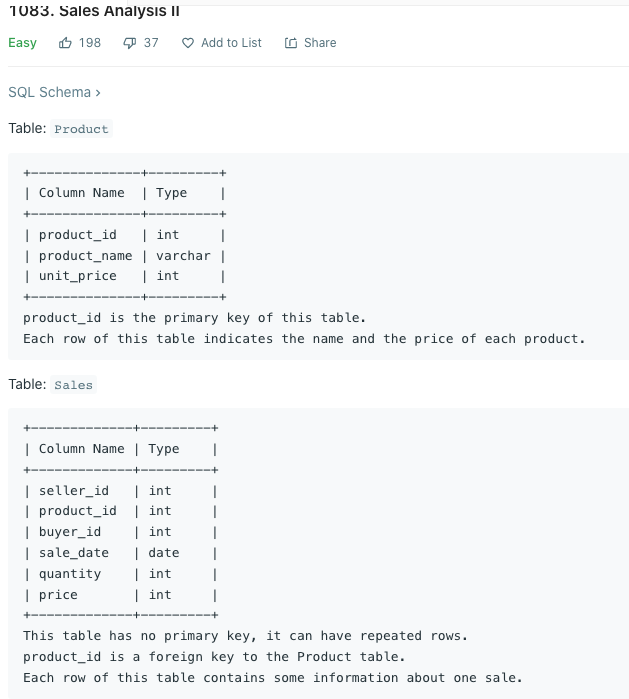 1083. Sales Analysis II
Easy 198 37 Add to List Share
SQL Schema ›
Table: Product
+--------------+---------+
| Column Name  | Type    |
+--------------+---------+
| product_id   | int     |
| product_name | varchar |
| unit_price   | int     |
+--------------+---------+
product_id is the primary key of this table.
Each row of this table indicates the name and the price of each product.
Table: Sales
+-------------+---------+
| Column Name | Type    |
+-------------+---------+
| seller_id   | int     |
| product_id  | int     |
| buyer_id    | int     |
| sale_date   | date    |
| quantity    | int     |
| price       | int     |
+-------------+---------+
This table has no primary key, it can have repeated rows.
product_id is a foreign key to the Product table.
Each row of this table contains some information about one sale.